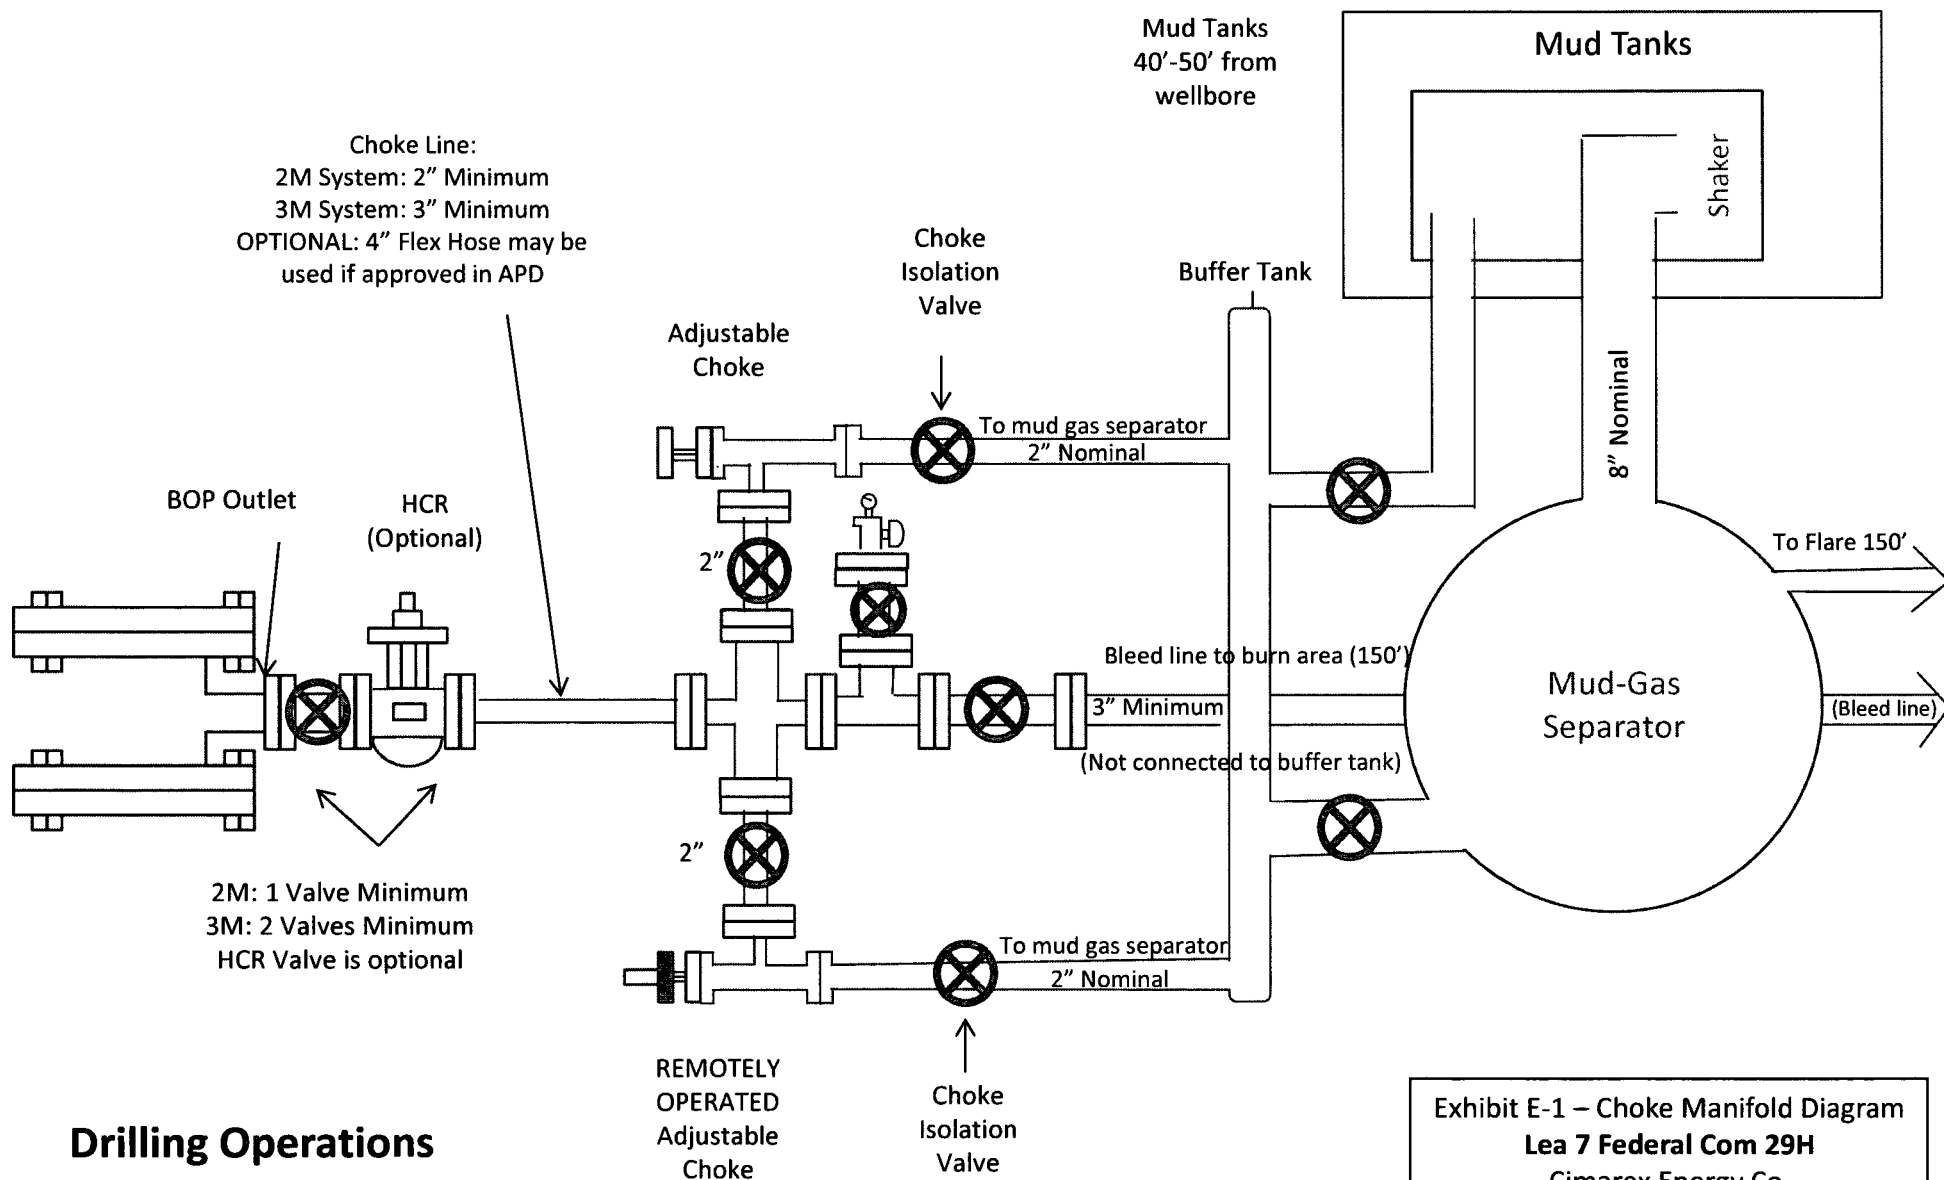 Mud Tanks
40'-50' from
wellbore
Mud Tanks
Shaker
Choke Line:
2M System: 2” Minimum
3M System: 3” Minimum
OPTIONAL: 4” Flex Hose may be
used if approved in APD
Choke
Isolation
Valve
Buffer Tank
Adjustable
Choke
8” Nominal
To mud gas separator
2” Nominal
BOP Outlet
HCR
(Optional)
2”
To Flare 150'
Bleed line to burn area (150')
3” Minimum
(Not connected to buffer tank)
Mud-Gas
Separator
(Bleed line)
2”
2M: 1 Valve Minimum
3M: 2 Valves Minimum
HCR Valve is optional
To mud gas separator
2” Nominal
REMOTELY
OPERATED
Adjustable
Choke
Choke
Isolation
Valve
Drilling Operations
Exhibit E-1 – Choke Manifold Diagram
Lea 7 Federal Com 29H
Cimarex Energy Co.